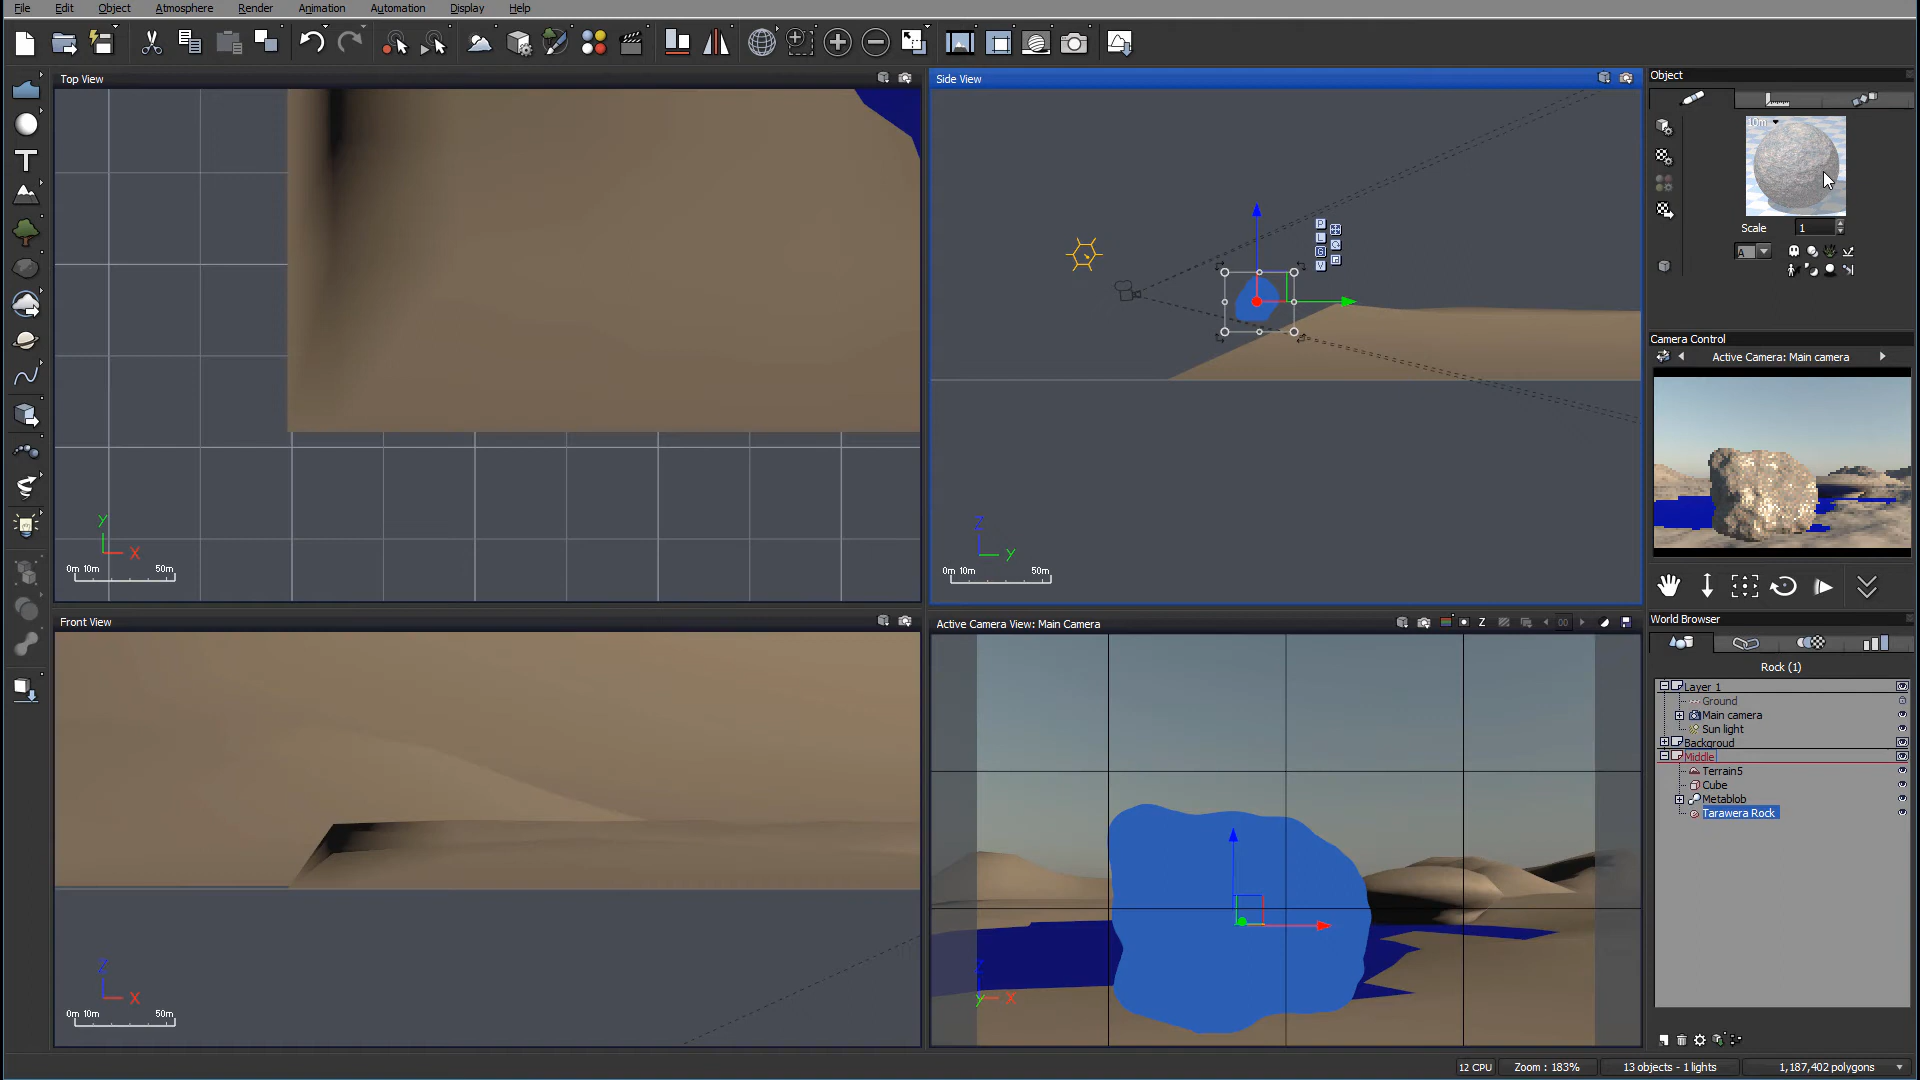 File Edit Object Atmosphere Render Animation Automation Display Help
Top View
Side View
Object
10m
Scale 1
A
P
L
G
V
Camera Control
Active Camera: Main camera
Y
X
0m 10m 50m
Z
Y
0m 10m 50m
World Browser
Front View
Active Camera View: Main Camera
Z
00
Rock (1)
Layer 1
Ground
Main camera
Sun light
Backgroud
Middle
Terrain5
Cube
Metablob
Tarawera Rock
Z
X
0m 10m 50m
Z
Y X
12 CPU Zoom : 183% 13 objects - 1 lights 1,187,402 polygons